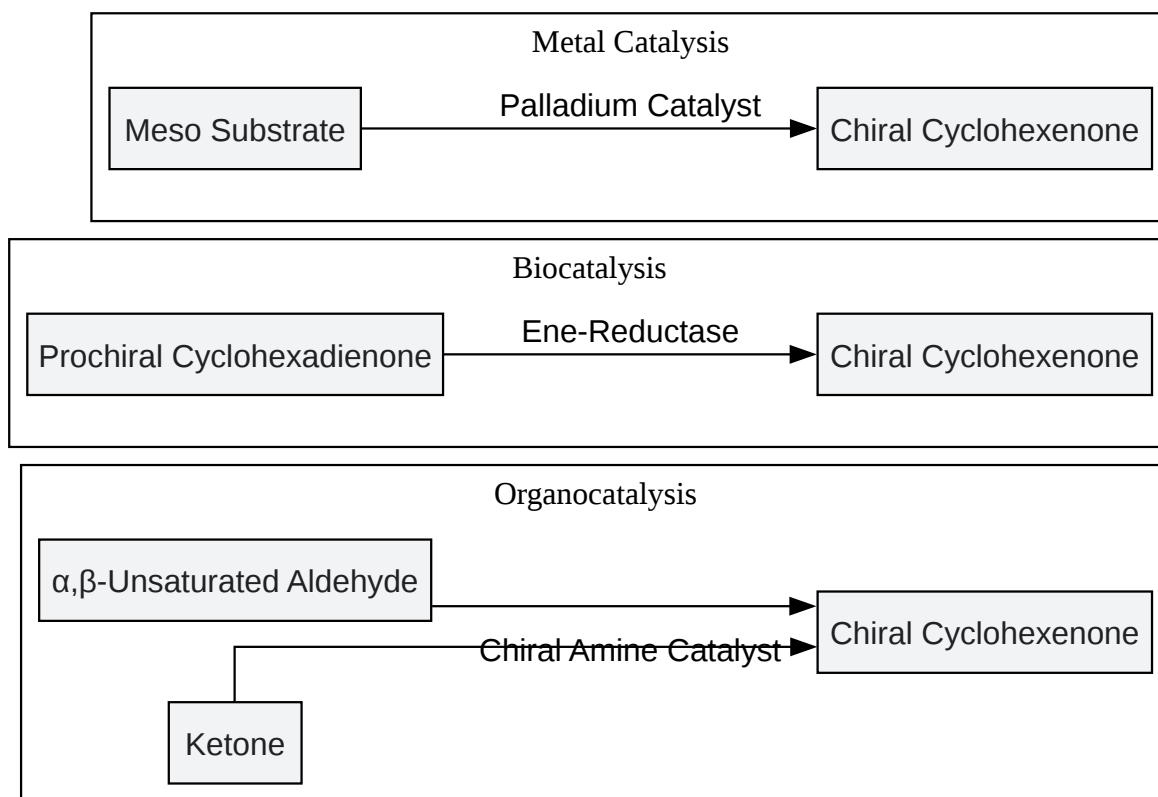 Metal Catalysis
Meso Substrate
Palladium Catalyst
Chiral Cyclohexenone
Biocatalysis
Prochiral Cyclohexadienone
Ene-Reductase
Chiral Cyclohexenone
Organocatalysis
α,β-Unsaturated Aldehyde
Chiral Cyclohexenone
Chiral Amine Catalyst
Ketone